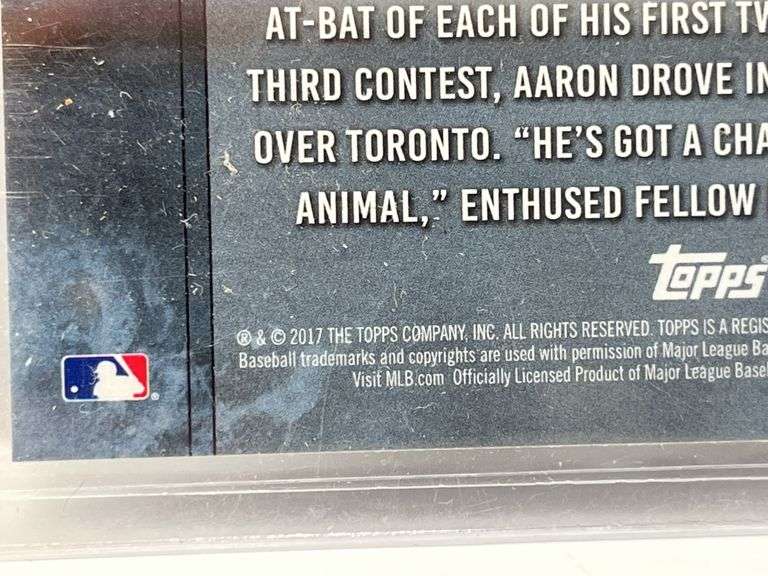 AT-BAT OF EACH OF HIS FIRST
THIRD CONTEST, AARON DROVE IN
OVER TORONTO. “HE’S GOT A CHA
ANIMAL,” ENTHUSED FELLOW
Topps®
® & © 2017 THE TOPPS COMPANY, INC. ALL RIGHTS RESERVED. TOPPS IS A REGIS
Baseball trademarks and copyrights are used with permission of Major League Ba
Visit MLB.com Officially Licensed Product of Major League Baseb
®